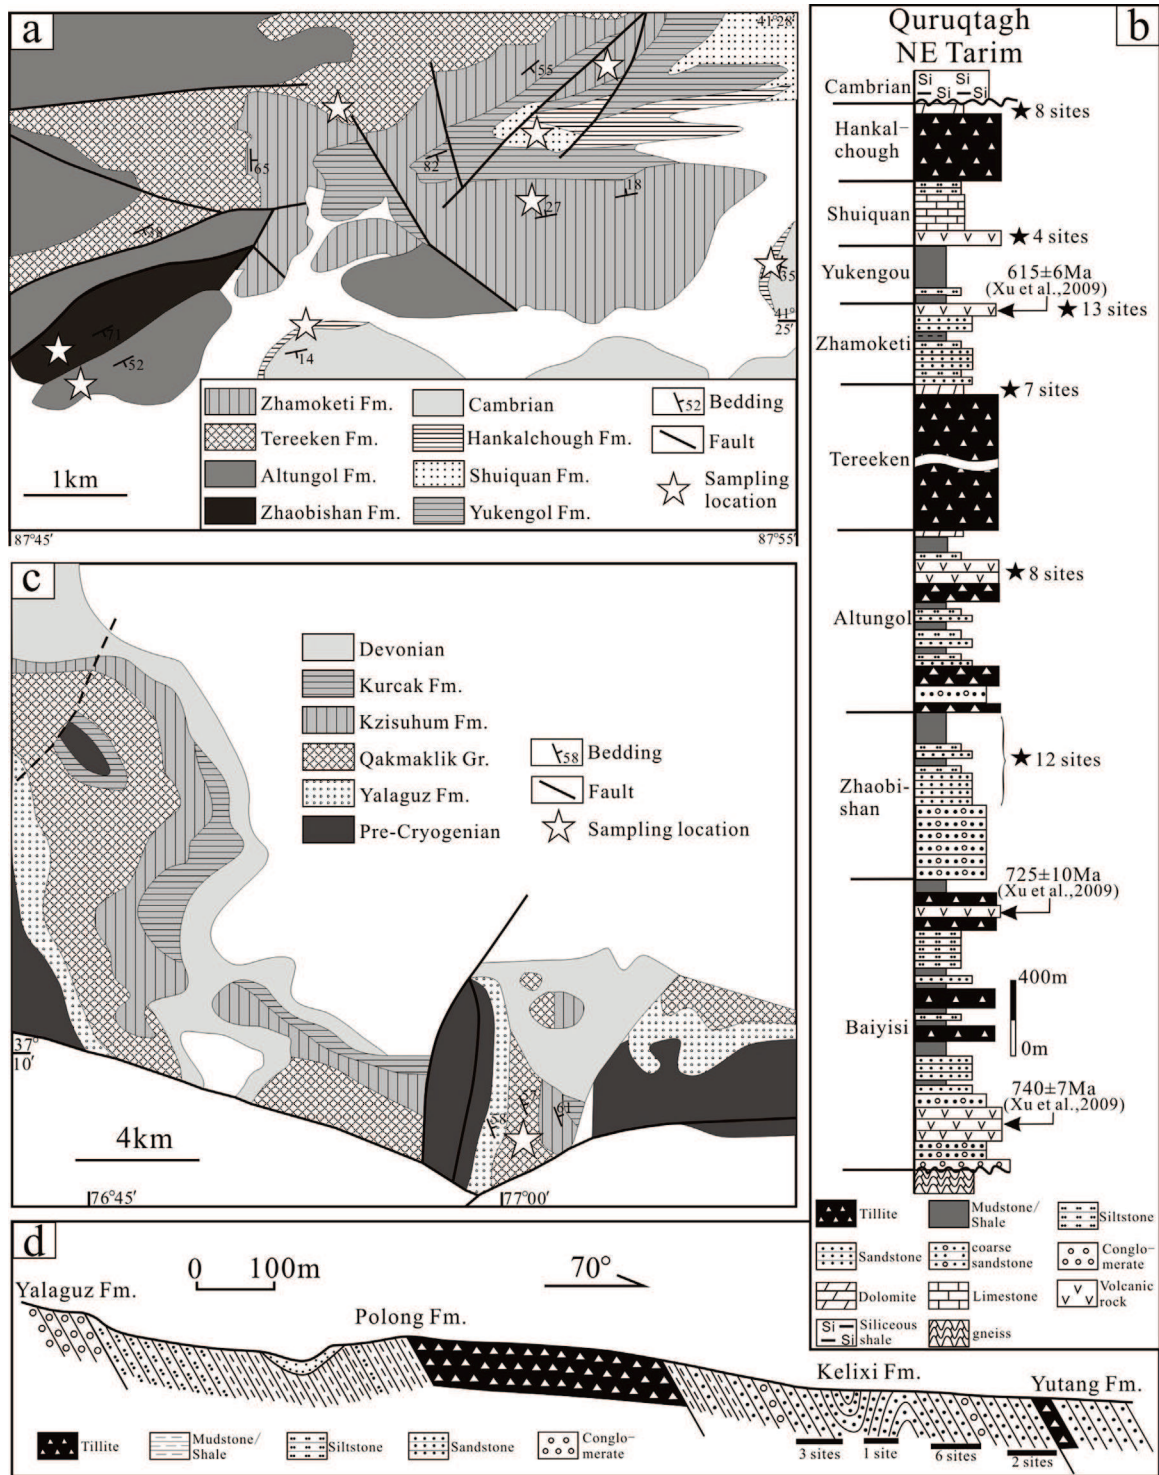 a
41°28′
55
65
82
18
27
38
71
52
14
35
41°
25′
Zhamoketi Fm.
Tereeken Fm.
Altungol Fm.
Zhaobishan Fm.
Cambrian
Hankalchough Fm.
Shuiquan Fm.
Yukengol Fm.
52 Bedding
Fault
Sampling
location
1km
87°45′
87°55′
b
Quruqtagh
NE Tarim
Cambrian
Si Si
Si Si
8 sites
Hankal-
chough
Shuiquan
4 sites
Yukengou
615±6Ma
(Xu et al.,2009)
13 sites
Zhamoketi
7 sites
Tereeken
8 sites
Altungol
12 sites
Zhaobi-
shan
725±10Ma
(Xu et al.,2009)
400m
Baiyisi
0m
740±7Ma
(Xu et al.,2009)
Tillite
Mudstone/
Shale
Siltstone
Sandstone
coarse
sandstone
Conglo-
merate
Dolomite
Limestone
Volcanic
rock
Si
Si
Siliceous
shale
gneiss
c
Devonian
Kurcak Fm.
Kzisuhum Fm.
Qakmaklik Gr.
Yalaguz Fm.
Pre-Cryogenian
58 Bedding
Fault
Sampling location
61
37°
10′
4km
76°45′
77°00′
d
0 100m
70°
Yalaguz Fm.
Polong Fm.
Kelixi Fm.
Yutang Fm.
3 sites
1 site
6 sites
2 sites
Tillite
Mudstone/
Shale
Siltstone
Sandstone
Conglo-
merate